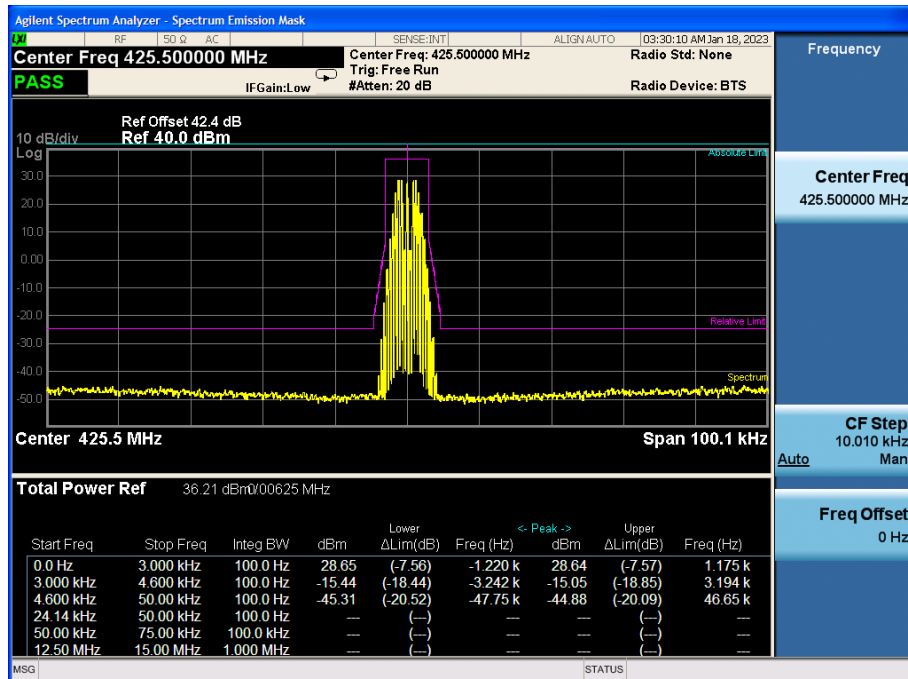 Agilent Spectrum Analyzer - Spectrum Emission Mask
LXI RF 50 Ω AC SENSE:INT ALIGN AUTO 03:30:10 AM Jan 18, 2023
Center Freq 425.500000 MHz
Center Freq: 425.500000 MHz Radio Std: None
Trig: Free Run
PASS IFGain:Low #Atten: 20 dB Radio Device: BTS
Ref Offset 42.4 dB
10 dB/div Ref 40.0 dBm
Log
Absolute Limit
30.0
20.0
10.0
0.00
-10.0
-20.0
Relative Limit
-30.0
-40.0
Spectrum
-50.0
Center 425.5 MHz Span 100.1 kHz
Total Power Ref 36.21 dBm/0.00625 MHz
Lower <- Peak -> Upper
Start Freq Stop Freq Integ BW dBm ΔLim(dB) Freq (Hz) dBm ΔLim(dB) Freq (Hz)
0.0 Hz 3.000 kHz 100.0 Hz 28.65 (-7.56) -1.220 k 28.64 (-7.57) 1.175 k
3.000 kHz 4.600 kHz 100.0 Hz -15.44 (-18.44) -3.242 k -15.05 (-18.85) 3.194 k
4.600 kHz 50.00 kHz 100.0 Hz -45.31 (-20.52) -47.75 k -44.88 (-20.09) 46.65 k
24.14 kHz 50.00 kHz 100.0 Hz --- (---) --- --- (---) ---
50.00 kHz 75.00 kHz 100.0 kHz --- (---) --- --- (---) ---
12.50 MHz 15.00 MHz 1.000 MHz --- (---) --- --- (---) ---
MSG STATUS
Frequency
Center Freq
425.500000 MHz
CF Step
10.010 kHz
Auto Man
Freq Offset
0 Hz